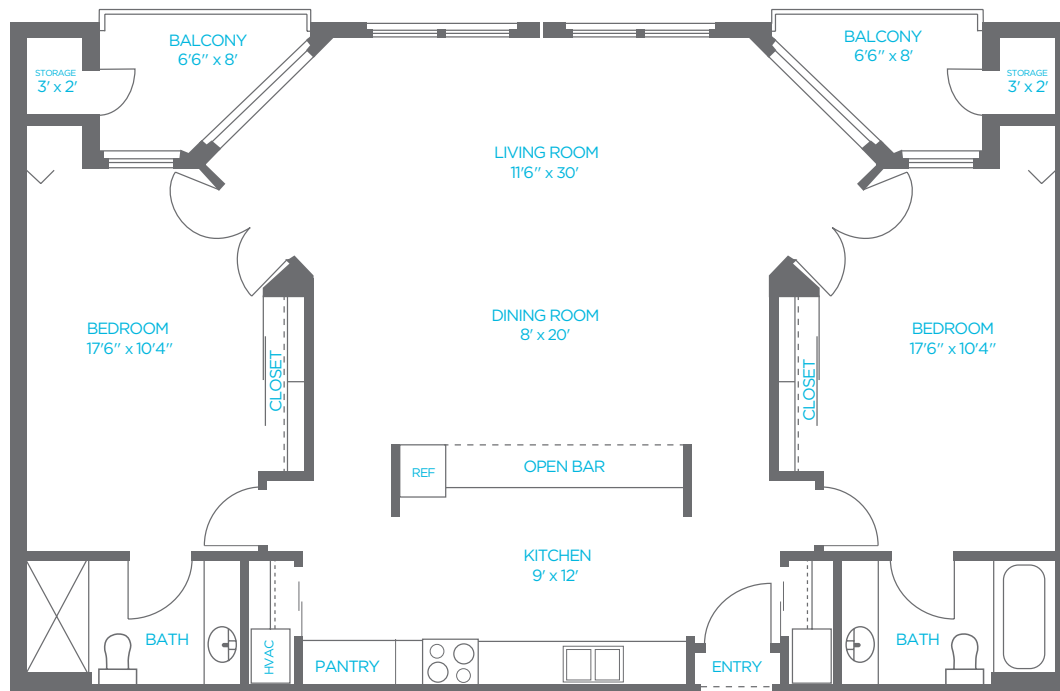 BALCONY
6'6" x 8'
BALCONY
6'6" x 8'
STORAGE
3' x 2'
STORAGE
3' x 2'
LIVING ROOM
11'6" x 30'
BEDROOM
17'6" x 10'4"
DINING ROOM
8' x 20'
BEDROOM
17'6" x 10'4"
CLOSET
CLOSET
REF
OPEN BAR
KITCHEN
9' x 12'
BATH
HVAC
PANTRY
ENTRY
BATH